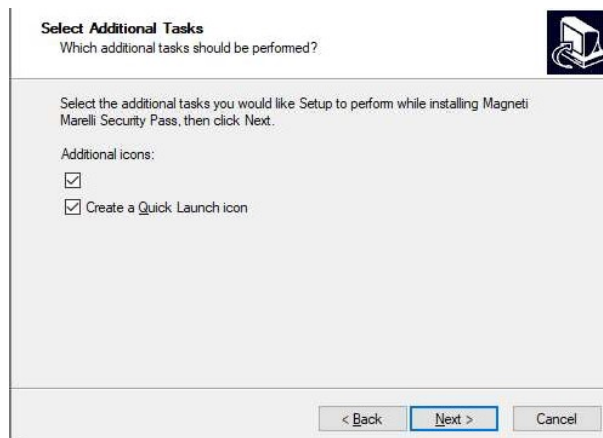 Select Additional Tasks
Which additional tasks should be performed?
Select the additional tasks you would like Setup to perform while installing Magneti
Marelli Security Pass, then click Next.
Additional icons:
Create a Quick Launch icon
< Back Next > Cancel